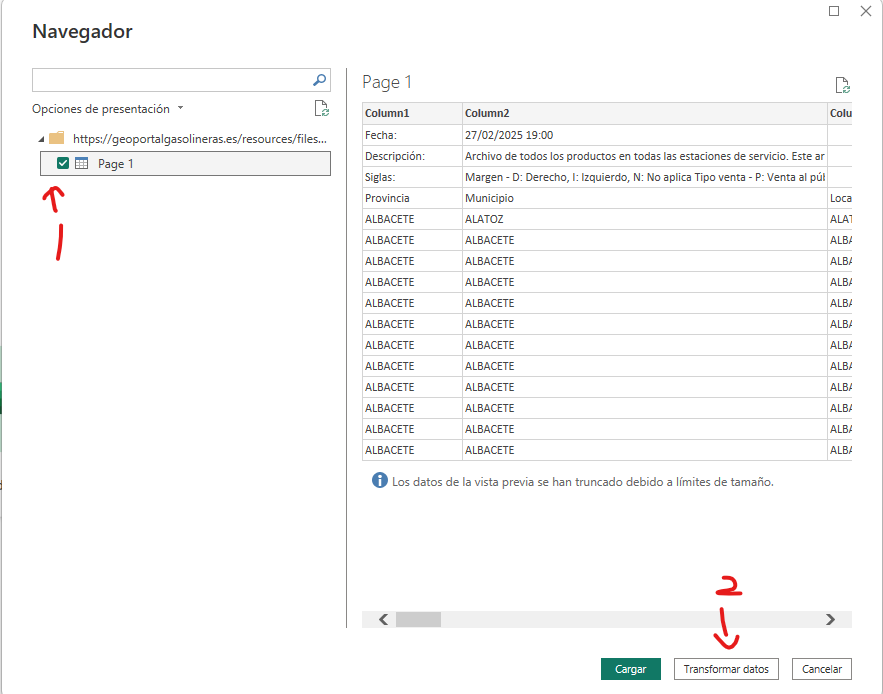 Navegador
Opciones de presentación
https://geoportalgasolineras.es/resources/files...
Page 1
1
Page 1
Column1 Column2 Colu
Fecha: 27/02/2025 19:00
Descripción: Archivo de todos los productos en todas las estaciones de servicio. Este ar
Siglas: Margen - D: Derecho, I: Izquierdo, N: No aplica Tipo venta - P: Venta al púb
Provincia Municipio Loca
ALBACETE ALATOZ ALAT
ALBACETE ALBACETE ALBA
ALBACETE ALBACETE ALBA
ALBACETE ALBACETE ALBA
ALBACETE ALBACETE ALBA
ALBACETE ALBACETE ALBA
ALBACETE ALBACETE ALBA
ALBACETE ALBACETE ALBA
ALBACETE ALBACETE ALBA
ALBACETE ALBACETE ALBA
ALBACETE ALBACETE ALBA
ALBACETE ALBACETE ALBA
Los datos de la vista previa se han truncado debido a límites de tamaño.
2
Cargar Transformar datos Cancelar